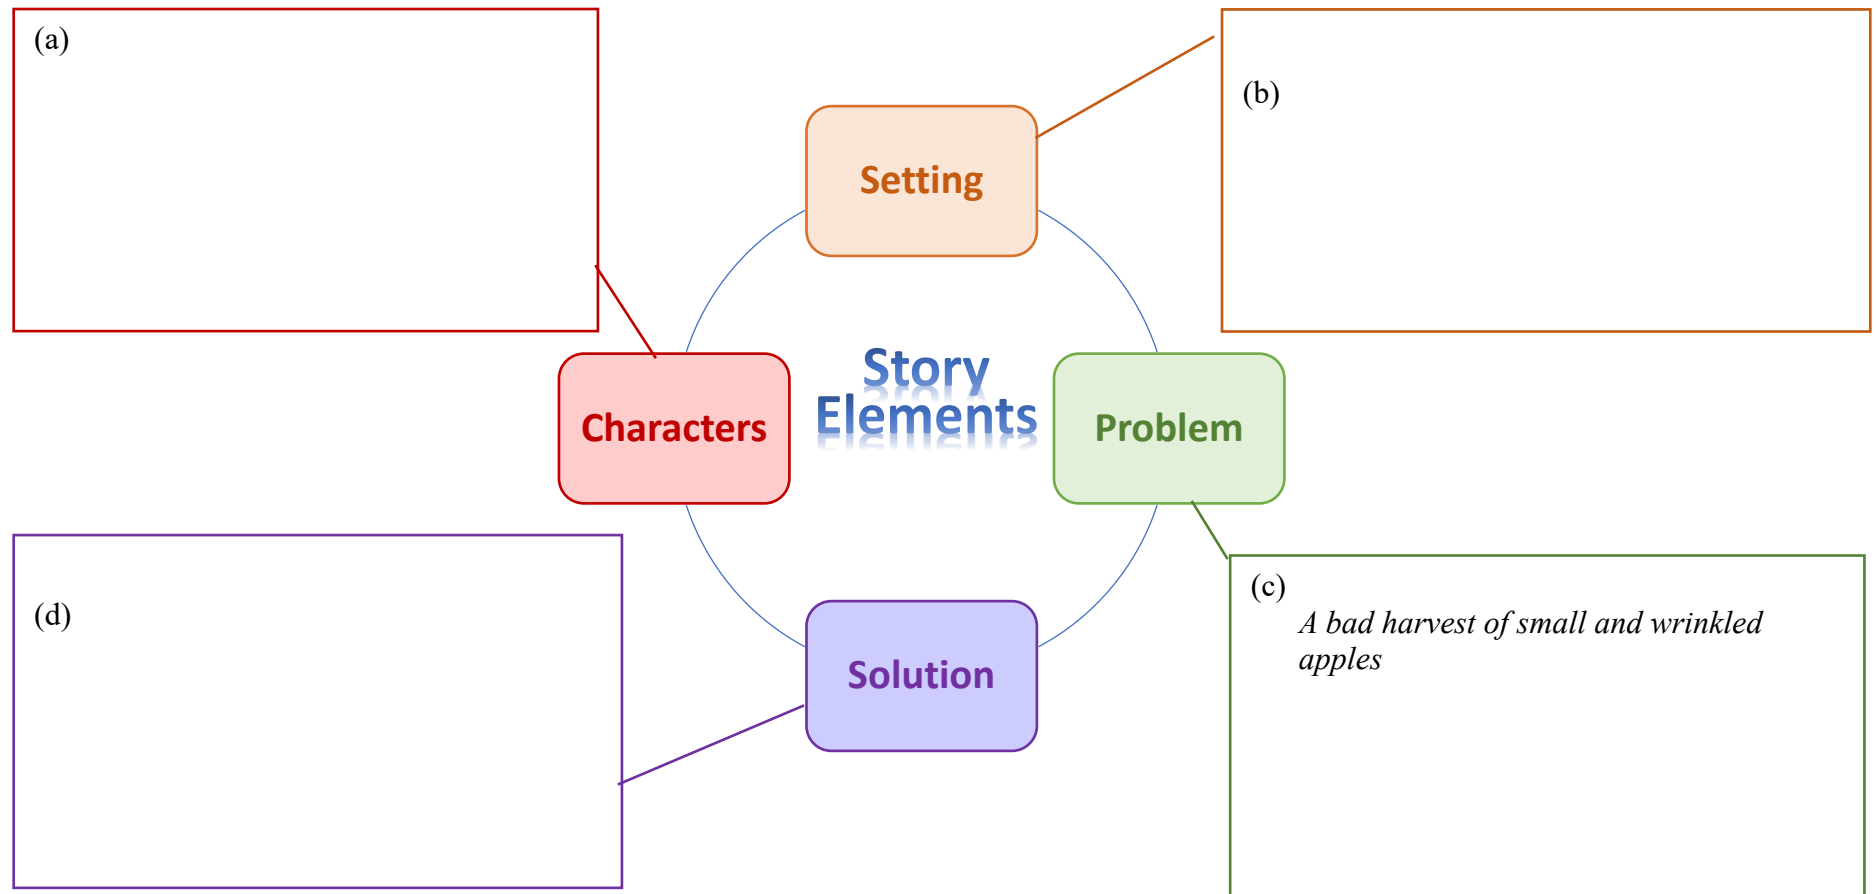 (a)
(b)
Setting
Story
Elements
Characters
Problem
(c)
A bad harvest of small and wrinkled
apples
(d)
Solution